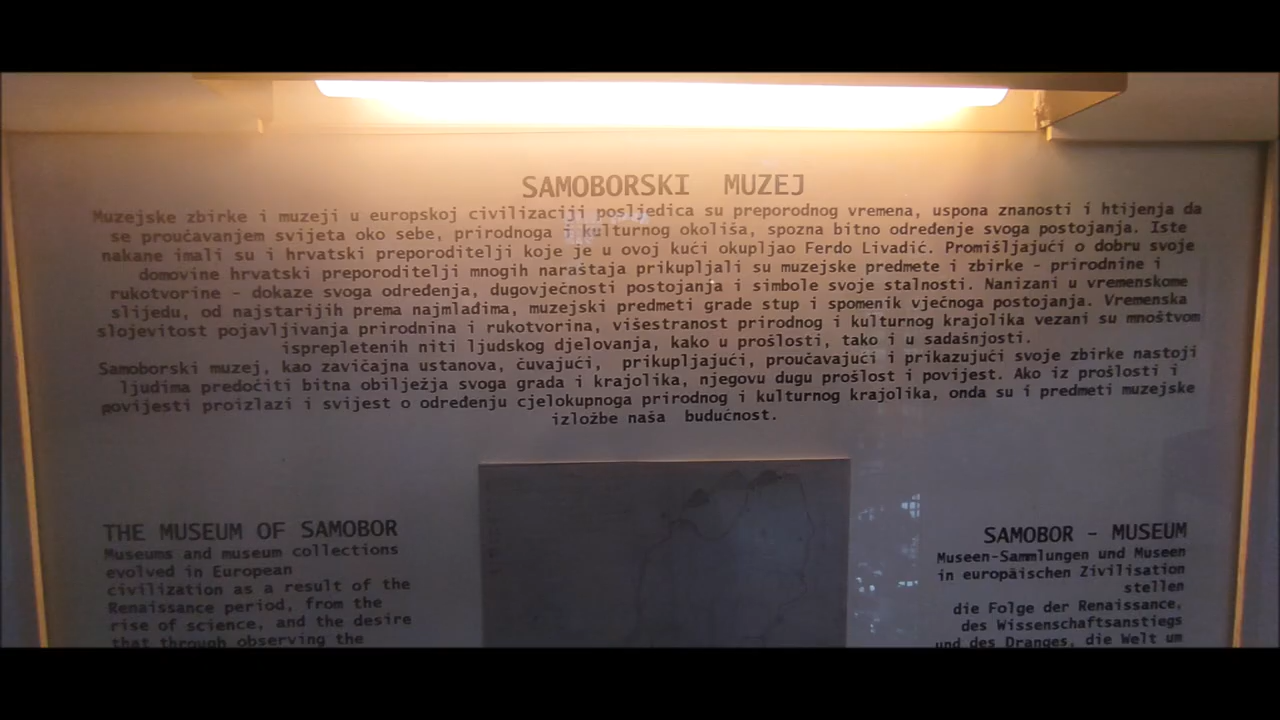 SAMOBORSKI MUZEJ
Muzejske zbirke i muzeji u europskoj civilizaciji posljedica su preporodnog vremena, uspona znanosti i htijenja da
se proučavanjem svijeta oko sebe, prirodnoga i kulturnog okoliša, spozna bitno određenje svoga postojanja. Iste
nakane imali su i hrvatski preporoditelji koje je u ovoj kući okupljao Ferdo Livadić. Promišljajući o dobru svoje
domovine hrvatski preporoditelji mnogih naraštaja prikupljali su muzejske predmete i zbirke – prirodnine i
rukotvorine – dokaze svoga određenja, dugovječnosti postojanja i simbole svoje stalnosti. Nanizani u vremenskome
slijedu, od najstarijih prema najmlađima, muzejski predmeti grade stup i spomenik vječnoga postojanja. Vremenska
slojevitost pojavljivanja prirodnina i rukotvorina, višestranost prirodnog i kulturnog krajolika vezani su mnoštvom
isprepletenih niti ljudskog djelovanja, kako u prošlosti, tako i u sadašnjosti.
Samoborski muzej, kao zavičajna ustanova, čuvajući, prikupljajući, proučavajući i prikazujući svoje zbirke nastoji
ljudima predočiti bitna obilježja svoga grada i krajolika, njegovu dugu prošlost i povijest. Ako iz prošlosti i
povijesti proizlazi i svijest o određenju cjelokupnoga prirodnog i kulturnog krajolika, onda su i predmeti muzejske
izložbe naša budućnost.
THE MUSEUM OF SAMOBOR
Museums and museum collections
evolved in European
civilization as a result of the
Renaissance period, from the
rise of science, and the desire
that through observing the
SAMOBOR – MUSEUM
Museen-Sammlungen und Museen
in europäischen Zivilisation
stellen
die Folge der Renaissance,
des Wissenschaftsanstiegs
und des Dranges, die Welt um